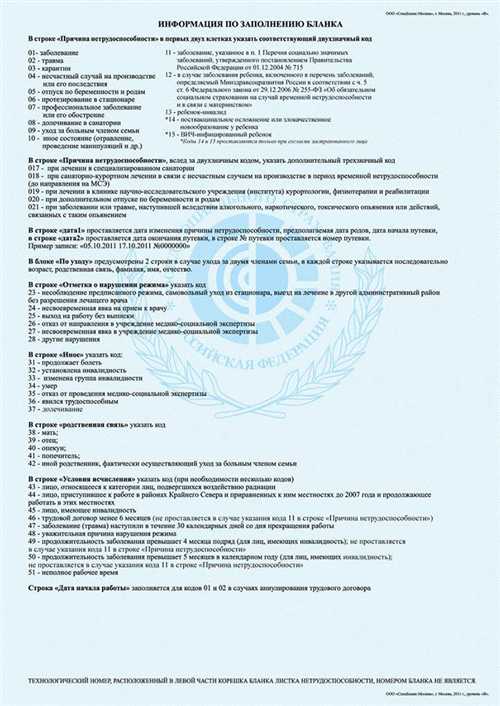 ООО «СпецБланк-Москва», г. Москва, 2011 г., уровень «В».
ИНФОРМАЦИЯ ПО ЗАПОЛНЕНИЮ БЛАНКА
В строке «Причина нетрудоспособности» в первых двух клетках указать соответствующий двухзначный код
01- заболевание
02 - травма
03 - карантин
04 - несчастный случай на производстве
или его последствия
05 - отпуск по беременности и родам
06 - протезирование в стационаре
07 - профессиональное заболевание
или его обострение
08 - долечивание в санатории
09 - уход за больным членом семьи
10 - иное состояние (отравление,
проведение манипуляций и др.)
11 - заболевание, указанное в п. 1 Перечня социально значимых
заболеваний, утвержденного постановлением Правительства
Российской Федерации от 01.12.2004 № 715
12 - в случае заболевания ребенка, включенного в перечень заболеваний,
определяемый Минздравсоцразвития России в соответствии с ч. 5
ст. 6 Федерального закона от 29.12.2006 № 255-ФЗ «Об обязательном
социальном страховании на случай временной нетрудоспособности
и в связи с материнством»
13 - ребенок-инвалид
*14 - поствакцинальное осложнение или злокачественное
новообразование у ребенка
*15 - ВИЧ-инфицированный ребенок
*Коды 14 и 15 проставляются только при согласии застрахованного лица
В строке «Причина нетрудоспособности», вслед за двухзначным кодом, указать дополнительный трехзначный код
017 - при лечении в специализированном санатории
018 - при санаторно-курортном лечении в связи с несчастным случаем на производстве в период временной нетрудоспособности
(до направления на МСЭ)
019 - при лечении в клинике научно-исследовательского учреждения (института) курортологии, физиотерапии и реабилитации
020 - при дополнительном отпуске по беременности и родам
021 - при заболевании или травме, наступившей вследствие алкогольного, наркотического, токсического опьянения или действий,
связанных с таким опьянением
В строке «дата1» проставляется дата изменения причины нетрудоспособности, предполагаемая дата родов, дата начала путевки,
в строке «дата2» проставляется дата окончания путевки, в строке № путевки проставляется номер путевки.
Пример записи: «05.10.2011 17.10.2011 №0000000»
В блоке «По уходу» предусмотрены 2 строки в случае ухода за двумя членами семьи, в каждой строке указывается последовательно
возраст, родственная связь, фамилия, имя, отчество.
В строке «Отметка о нарушении режима» указать код
23 - несоблюдение предписанного режима, самовольный уход из стационара, выезд на лечение в другой административный район
без разрешения лечащего врача
24 - несвоевременная явка на прием к врачу
25 - выход на работу без выписки
26 - отказ от направления в учреждение медико-социальной экспертизы
27 - несвоевременная явка в учреждение медико-социальной экспертизы
28 - другие нарушения
В строке «Иное» указать код:
31 - продолжает болеть
32 - установлена инвалидность
33 - изменена группа инвалидности
34 - умер
35 - отказ от проведения медико-социальной экспертизы
36 - явился трудоспособным
37 - долечивание
В строке «родственная связь» указать код
38 - мать;
39 - отец;
40 - опекун;
41 - попечитель;
42 - иной родственник, фактически осуществляющий уход за больным членом семьи
В строке «Условия исчисления» указать код (при необходимости несколько кодов)
43 - лицо, относящееся к категории лиц, подвергшихся воздействию радиации
44 - лицо, приступившее к работе в районах Крайнего Севера и приравненных к ним местностях до 2007 года и продолжающее
работать в этих местностях
45 - лицо, имеющее инвалидность
46 - трудовой договор менее 6 месяцев (не проставляется в случае указания кода 11 в строке «Причина нетрудоспособности»)
47 - заболевание (травма) наступили в течение 30 календарных дней со дня прекращения работы
48 - уважительная причина нарушения режима
49 - продолжительность заболевания превышает 4 месяца подряд (для лиц, имеющих инвалидность); не проставляется
в случае указания кода 11 в строке «Причина нетрудоспособности»
50 - продолжительность заболевания превышает 5 месяцев в календарном году (для лиц, имеющих инвалидность);
не проставляется в случае указания кода 11 в строке «Причина нетрудоспособности»
51 - неполное рабочее время
Строка «Дата начала работы» заполняется для кодов 01 и 02 в случаях аннулирования трудового договора
ТЕХНОЛОГИЧЕСКИЙ НОМЕР, РАСПОЛОЖЕННЫЙ В ЛЕВОЙ ЧАСТИ КОРЕШКА БЛАНКА ЛИСТКА НЕТРУДОСПОСОБНОСТИ, НОМЕРОМ БЛАНКА НЕ ЯВЛЯЕТСЯ.
ООО «СпецБланк-Москва», г. Москва, 2011 г., уровень «В».